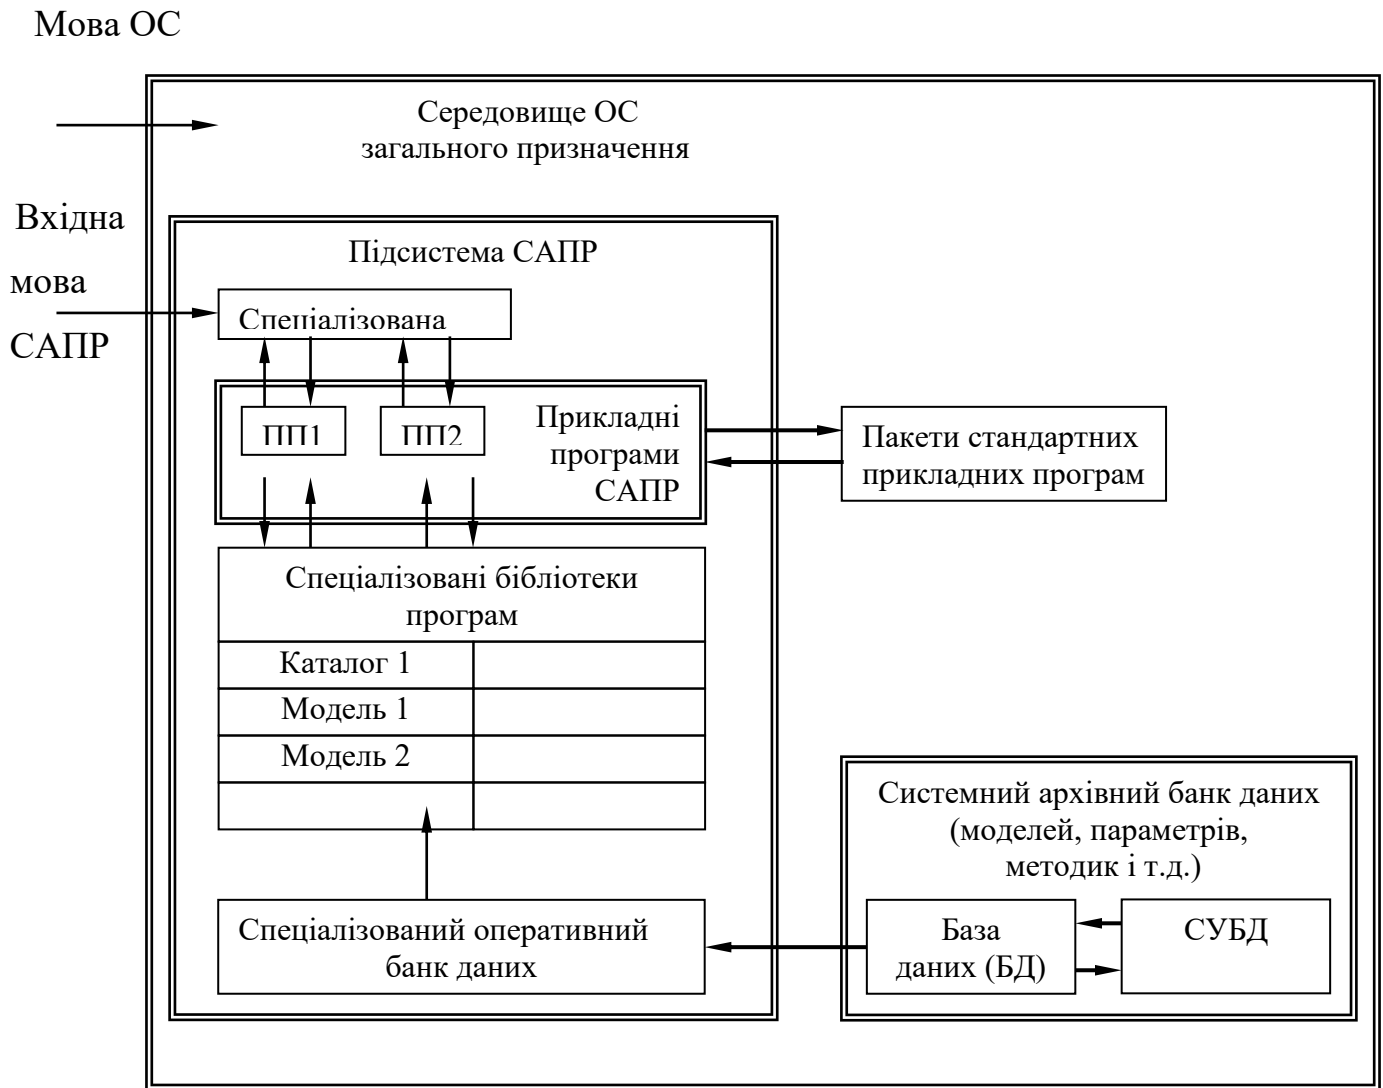 Мова ОС
Середовище ОС
загального призначення
Вхідна
мова
САПР
Підсистема САПР
Спеціалізована
ПП1
ПП2
Прикладні
програми
САПР
Пакети стандартних
прикладних програм
Спеціалізовані бібліотеки
програм
Каталог 1
Модель 1
Модель 2
Системний архівний банк даних
(моделей, параметрів,
методик і т.д.)
Спеціалізований оперативний
банк даних
База
даних (БД)
СУБД